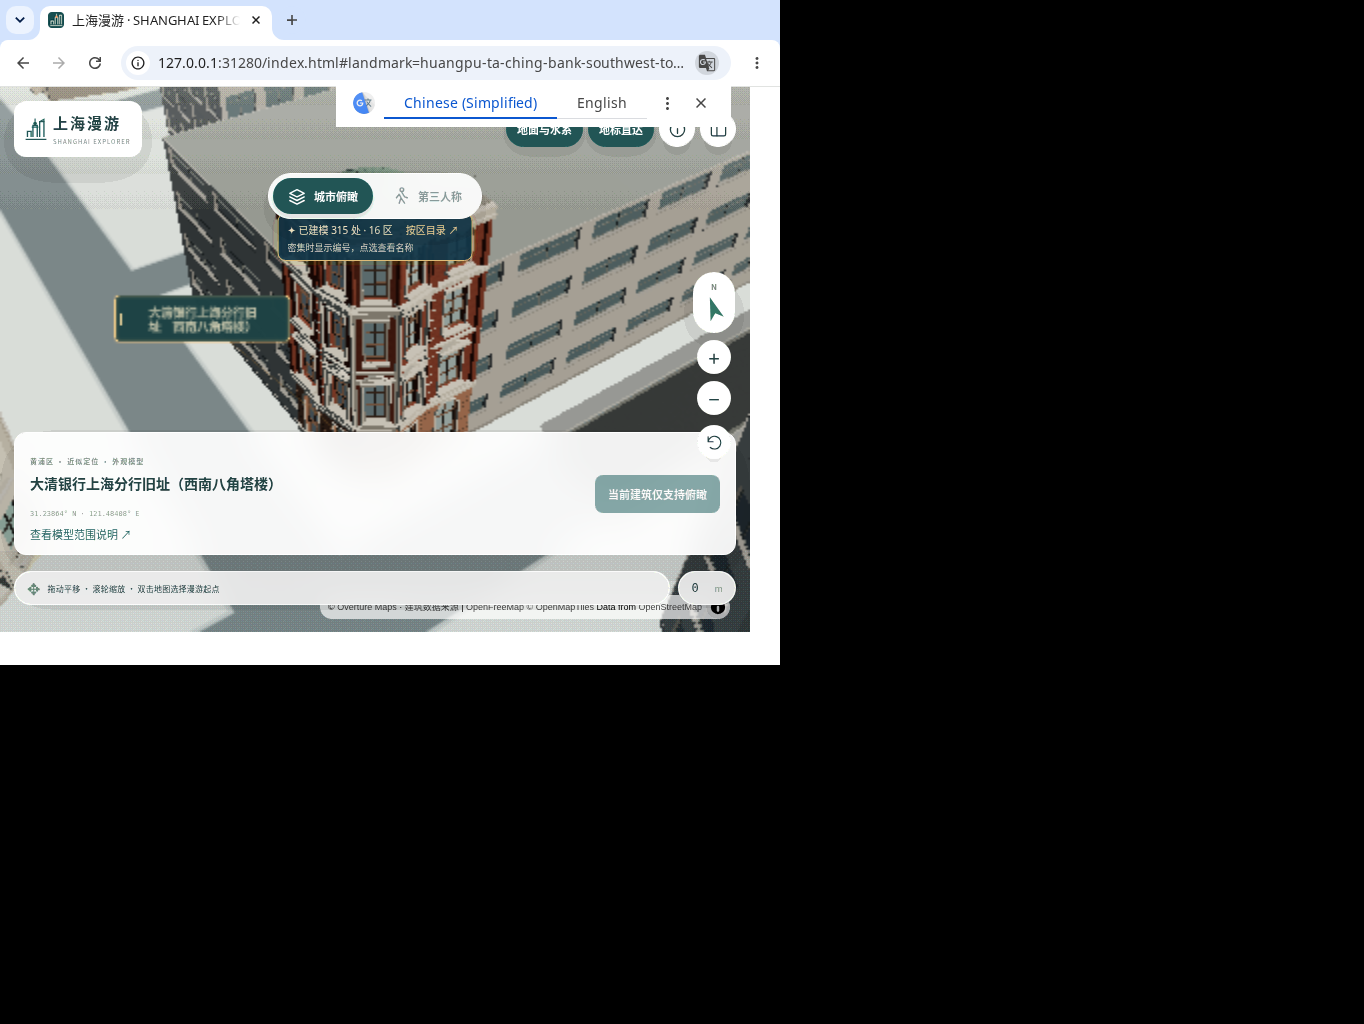 上海漫游 · SHANGHAI EXPLO
127.0.0.1:31280/index.html#landmark=huangpu-ta-ching-bank-southwest-to...
Chinese (Simplified)
English
上海漫游
SHANGHAI EXPLORER
地面与水系
地标直达
城市俯瞰
第三人称
✦ 已建模 315 处 · 16 区 按区目录 ↗
密集时显示编号，点选查看名称
大清银行上海分行旧
址（西南八角塔楼）
N
+
−
黄浦区 · 近似定位 · 外观模型
大清银行上海分行旧址（西南八角塔楼）
31.23864° N · 121.48408° E
查看模型范围说明 ↗
当前建筑仅支持俯瞰
拖动平移 · 滚轮缩放 · 双击地图选择漫游起点
0 m
© Overture Maps · 建筑数据来源 | OpenFreeMap © OpenMapTiles Data from OpenStreetMap